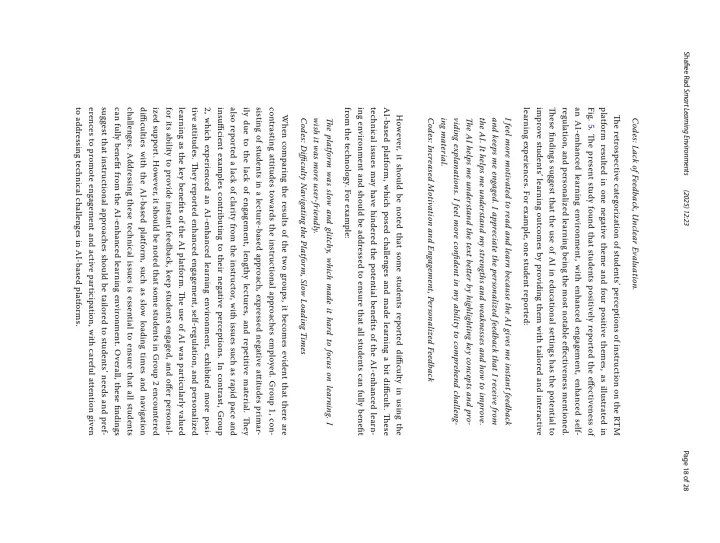 Shafiee Rad Smart Learning Environments (2025) 12:23
Page 18 of 28
Codes: Lack of Feedback, Unclear Evaluation.
The retrospective categorization of students' perceptions of instruction on the RTM
platform resulted in one negative theme and four positive themes, as illustrated in
Fig. 5. The present study found that students positively reported the effectiveness of
an AI-enhanced learning environment, with enhanced engagement, enhanced self-
regulation, and personalized learning being the most notable effectiveness mentioned.
These findings suggest that the use of AI in educational settings has the potential to
improve students' learning outcomes by providing them with tailored and interactive
learning experiences. For example, one student reported:
I feel more motivated to read and learn because the AI gives me instant feedback
and keeps me engaged. I appreciate the personalized feedback that I receive from
the AI. It helps me understand my strengths and weaknesses and how to improve.
The AI helps me understand the text better by highlighting key concepts and pro-
viding explanations. I feel more confident in my ability to comprehend challeng-
ing material.
Codes: Increased Motivation and Engagement, Personalized Feedback
However, it should be noted that some students reported difficulty in using the
AI-based platform, which posed challenges and made learning a bit difficult. These
technical issues may have hindered the potential benefits of the AI-enhanced learn-
ing environment and should be addressed to ensure that all students can fully benefit
from the technology. For example:
The platform was slow and glitchy, which made it hard to focus on learning. I
wish it was more user-friendly.
Codes: Difficulty Navigating the Platform, Slow Loading Times
When comparing the results of the two groups, it becomes evident that there are
contrasting attitudes towards the instructional approaches employed. Group 1, con-
sisting of students in a lecture-based approach, expressed negative attitudes primar-
ily due to the lack of engagement, lengthy lectures, and repetitive material. They
also reported a lack of clarity from the instructor, with issues such as rapid pace and
insufficient examples contributing to their negative perceptions. In contrast, Group
2, which experienced an AI-enhanced learning environment, exhibited more posi-
tive attitudes. They reported enhanced engagement, self-regulation, and personalized
learning as the key benefits of the AI platform. The use of AI was particularly valued
for its ability to provide instant feedback, keep students engaged, and offer personal-
ized support. However, it should be noted that some students in Group 2 encountered
difficulties with the AI-based platform, such as slow loading times and navigation
challenges. Addressing these technical issues is essential to ensure that all students
can fully benefit from the AI-enhanced learning environment. Overall, these findings
suggest that instructional approaches should be tailored to students' needs and pref-
erences to promote engagement and active participation, with careful attention given
to addressing technical challenges in AI-based platforms.